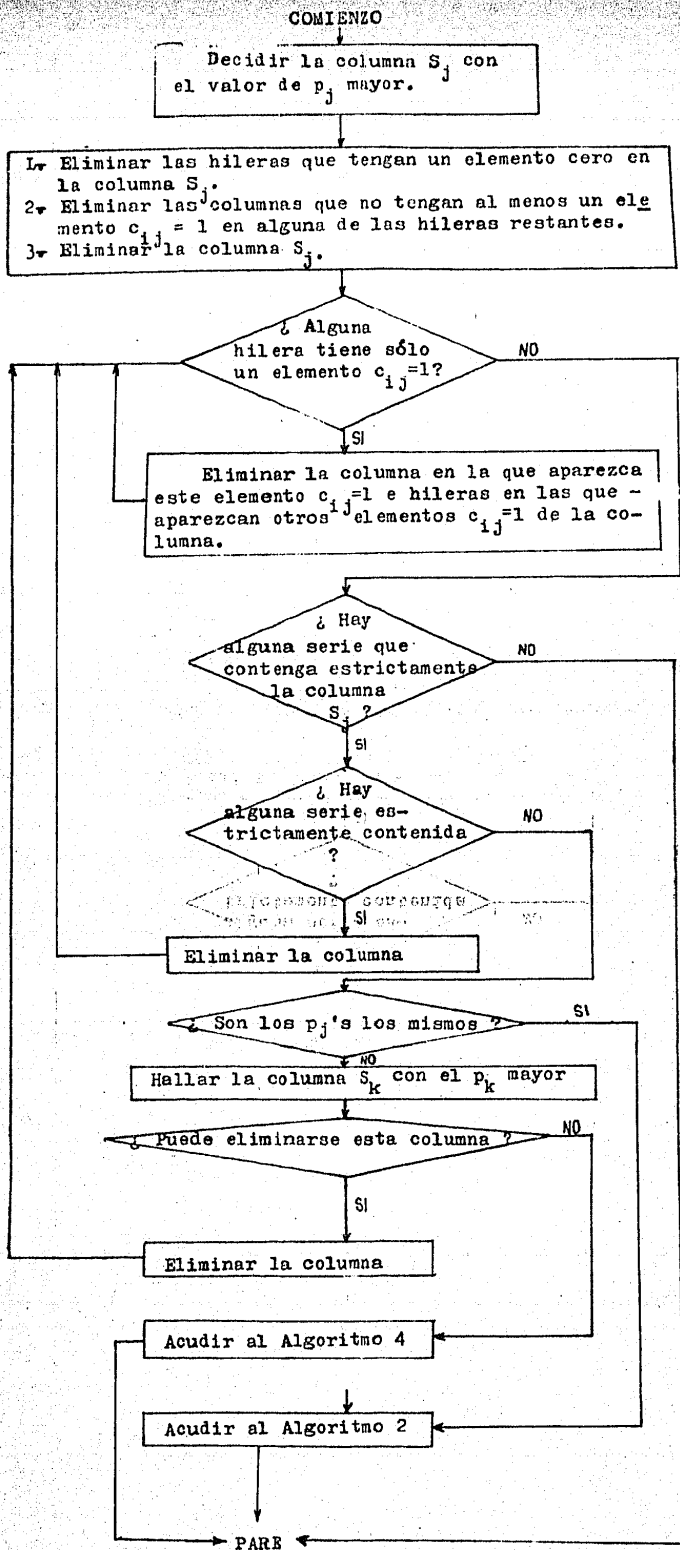 COMIENZO
Decidir la columna S_j con
el valor de p_j mayor.
1- Eliminar las hileras que tengan un elemento cero en
la columna S_j.
2- Eliminar las columnas que no tengan al menos un ele
mento c_ij = 1 en alguna de las hileras restantes.
3- Eliminar la columna S_j.
¿ Alguna
hilera tiene sólo
un elemento c_ij=1?
NO
SI
Eliminar la columna en la que aparezca
este elemento c_ij=1 e hileras en las que -
aparezcan otros elementos c_ij=1 de la co-
lumna.
¿ Hay
alguna serie que
contenga estrictamente
la columna
S_j ?
NO
SI
¿ Hay
alguna serie es-
trictamente contenida
?
NO
SI
Eliminar la columna
¿ Son los p_j's los mismos ?
SI
NO
Hallar la columna S_k con el p_k mayor
¿ Puede eliminarse esta columna ?
NO
SI
Eliminar la columna
Acudir al Algoritmo 4
Acudir al Algoritmo 2
PARE